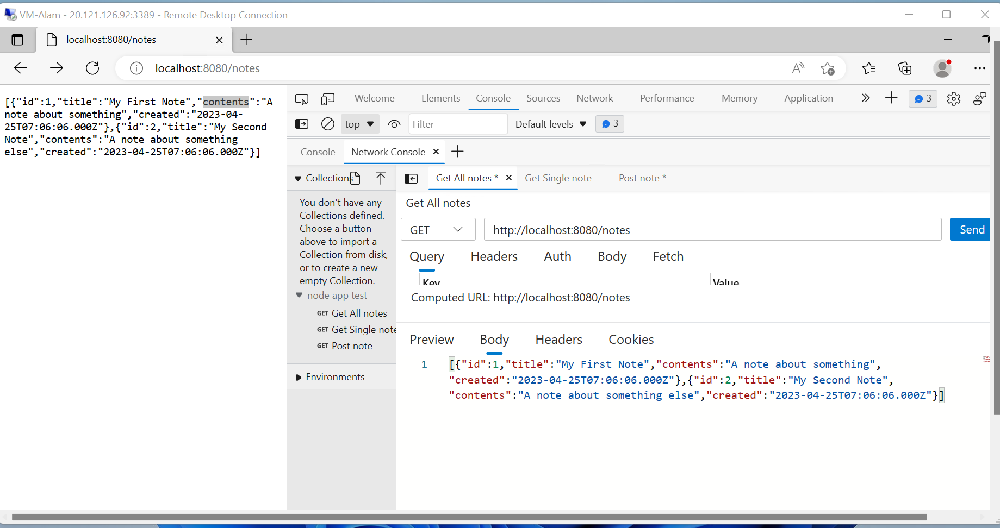 VM-Alam - 20.121.126.92:3389 - Remote Desktop Connection
localhost:8080/notes
localhost:8080/notes
[{"id":1,"title":"My First Note","contents":"A
note about something","created":"2023-04-
25T07:06:06.000Z"},{"id":2,"title":"My Second
Note","contents":"A note about something
else","created":"2023-04-25T07:06:06.000Z"}]
Welcome Elements Console Sources Network Performance Memory Application 3
top Filter Default levels 3
Console Network Console
Collections
You don't have any
Collections defined.
Choose a button
above to import a
Collection from disk,
or to create a new
empty Collection.
node app test
GET Get All notes
GET Get Single note
GET Post note
Environments
Get All notes * Get Single note Post note *
Get All notes
GET http://localhost:8080/notes Send
Query Headers Auth Body Fetch
Key Value
Computed URL: http://localhost:8080/notes
Preview Body Headers Cookies
1 [{"id":1,"title":"My First Note","contents":"A note about something",
"created":"2023-04-25T07:06:06.000Z"},{"id":2,"title":"My Second Note",
"contents":"A note about something else","created":"2023-04-25T07:06:06.000Z"}]